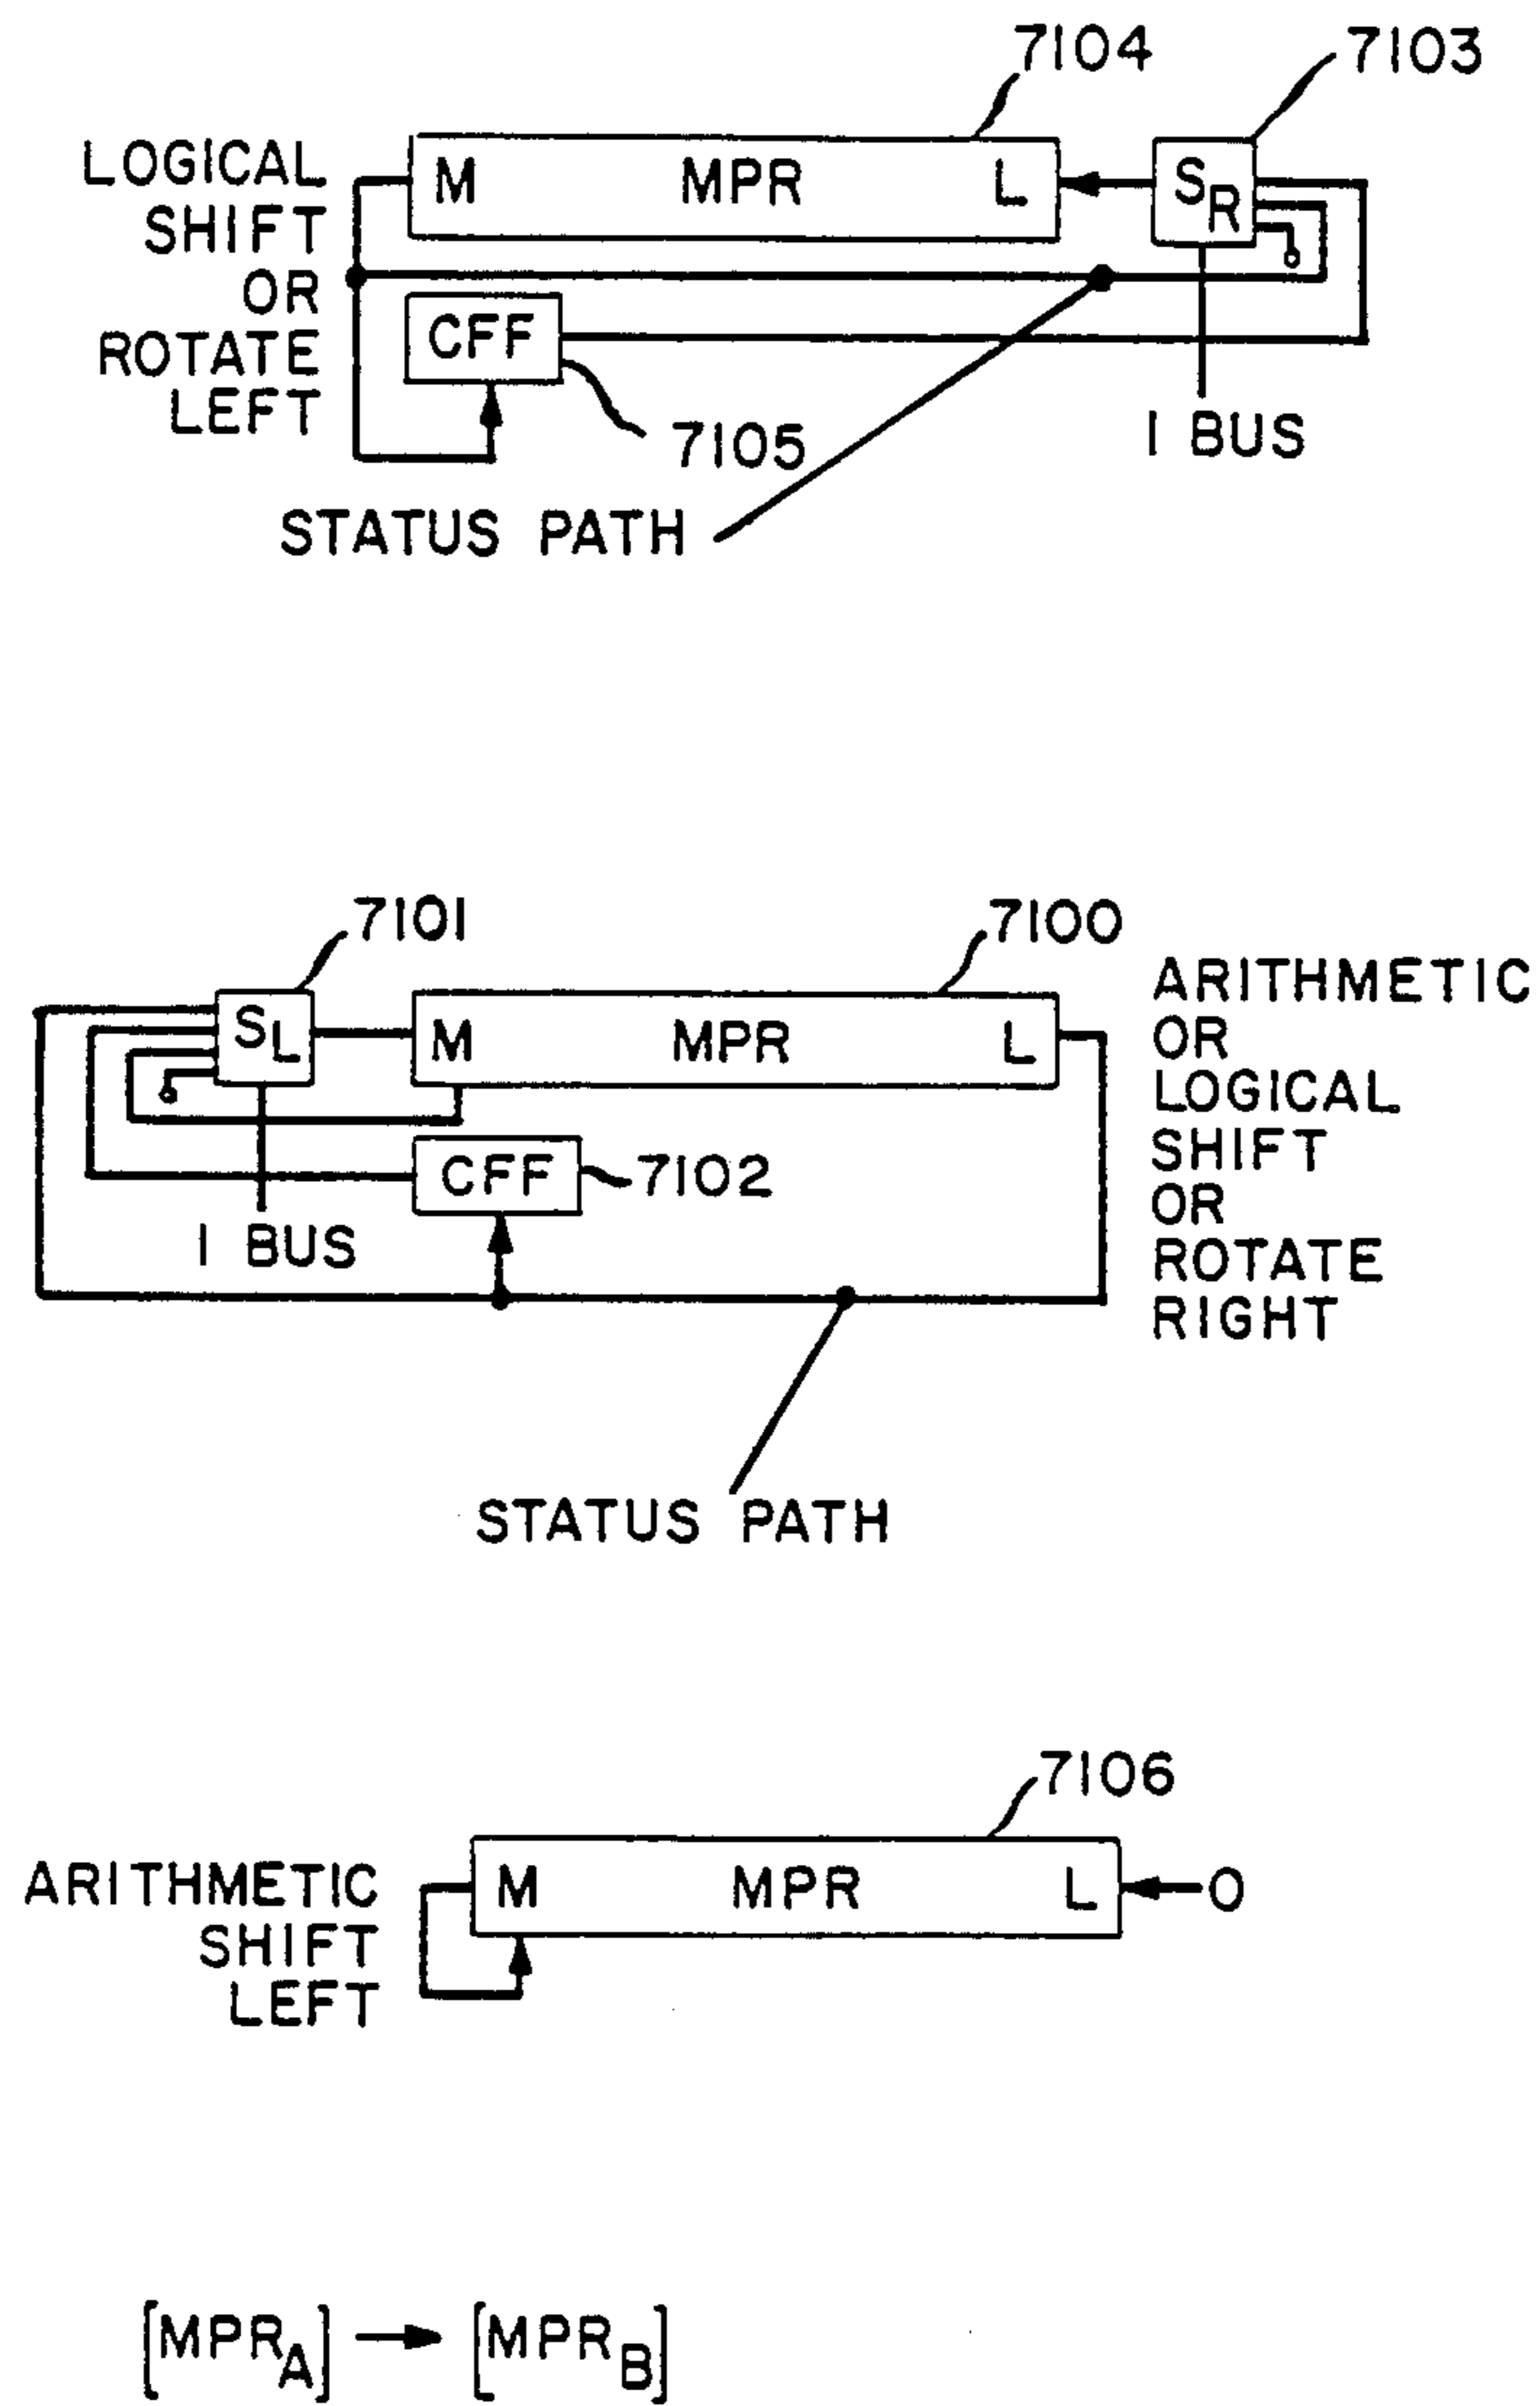 7104
7103
LOGICAL
SHIFT
OR
ROTATE
LEFT
M MPR L
SR
CFF
7105
I BUS
STATUS PATH
7101
7100
SL
M MPR L
ARITHMETIC
OR
LOGICAL
SHIFT
OR
ROTATE
RIGHT
CFF
7102
I BUS
STATUS PATH
7106
ARITHMETIC
SHIFT
LEFT
M MPR L
0
[MPRA] → [MPRB]